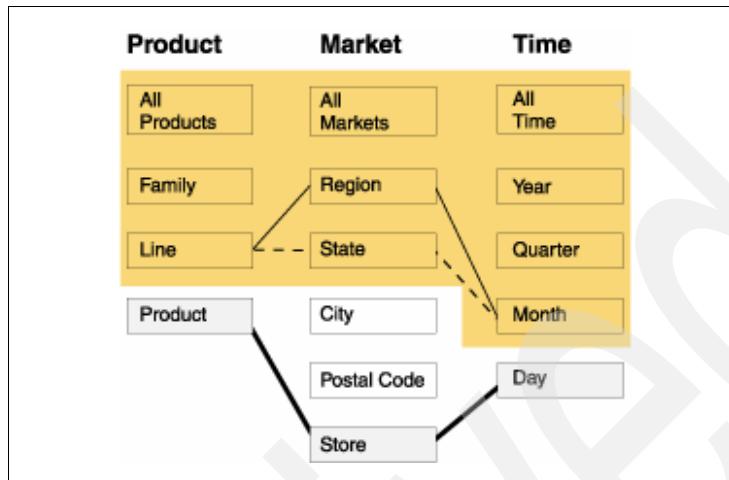 Product Market Time
All Products
All Markets
All Time
Family Region Year
Line State Quarter
Product City Month
Postal Code Day
Store